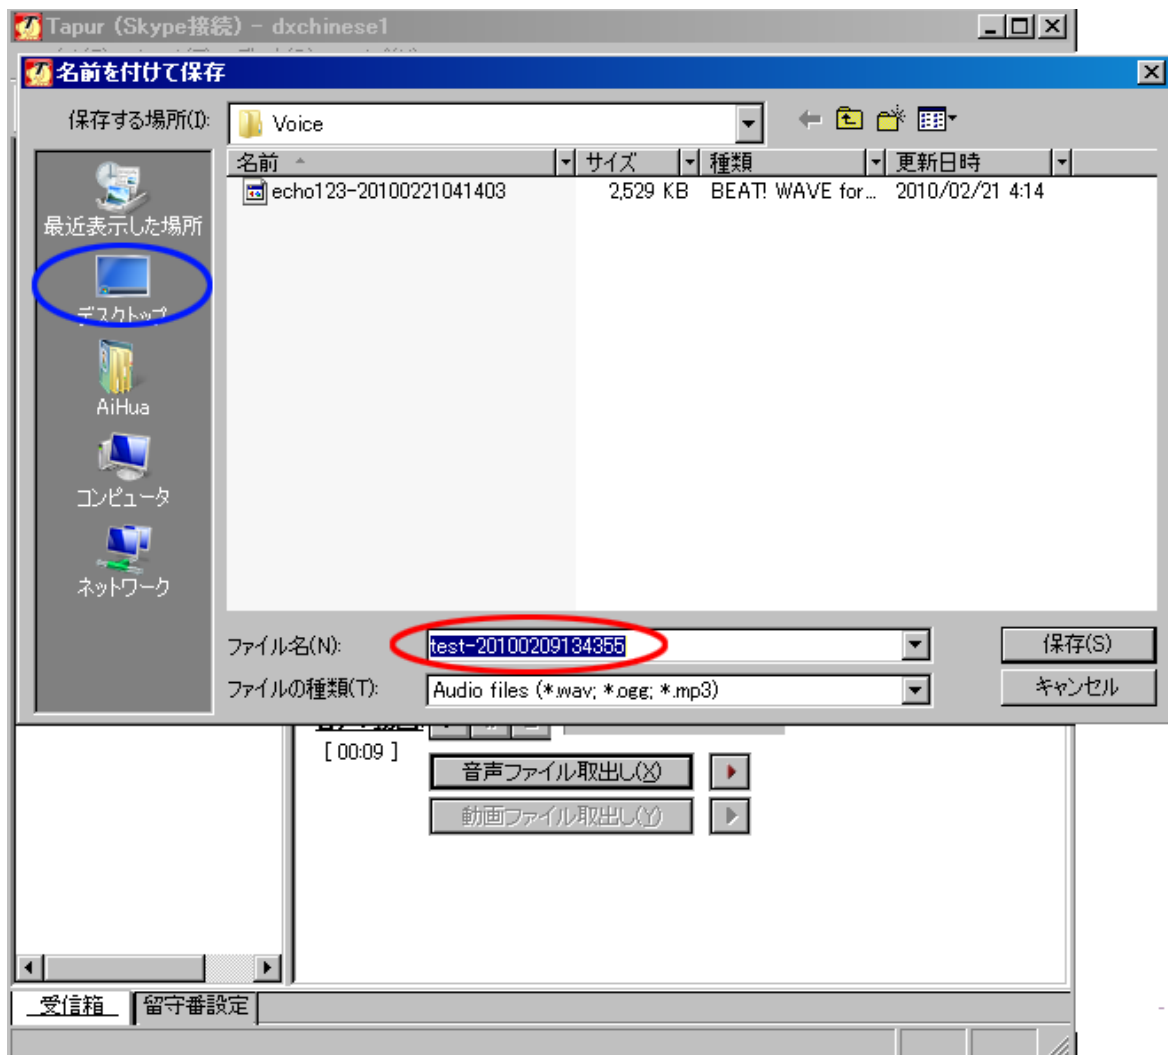 Tapur (Skype接続) - dxchinese1
名前を付けて保存
保存する場所(I):
Voice
名前 サイズ 種類 更新日時
echo123-20100221041403 2,529 KB BEAT! WAVE for... 2010/02/21 4:14
最近表示した場所
デスクトップ
AiHua
コンピュータ
ネットワーク
ファイル名(N): test-20100209134355 保存(S)
ファイルの種類(T): Audio files (*.wav; *.ogg; *.mp3) キャンセル
[ 00:09 ]
音声ファイル取出し(X)
動画ファイル取出し(Y)
受信箱 留守番設定